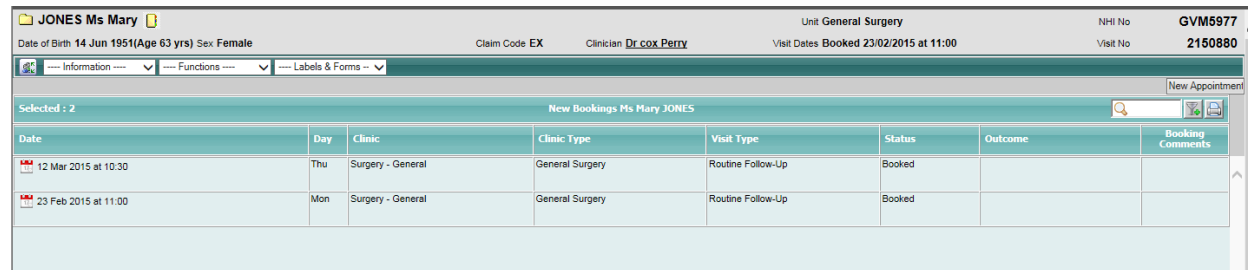 JONES Ms Mary Unit General Surgery NHI No GVM5977
Date of Birth 14 Jun 1951(Age 63 yrs) Sex Female Claim Code EX Clinician Dr cox Perry Visit Dates Booked 23/02/2015 at 11:00 Visit No 2150880
---- Information ---- ---- Functions ---- ---- Labels & Forms --
New Appointment
Selected : 2 New Bookings Ms Mary JONES
Date Day Clinic Clinic Type Visit Type Status Outcome Booking Comments
12 Mar 2015 at 10:30 Thu Surgery - General General Surgery Routine Follow-Up Booked
23 Feb 2015 at 11:00 Mon Surgery - General General Surgery Routine Follow-Up Booked